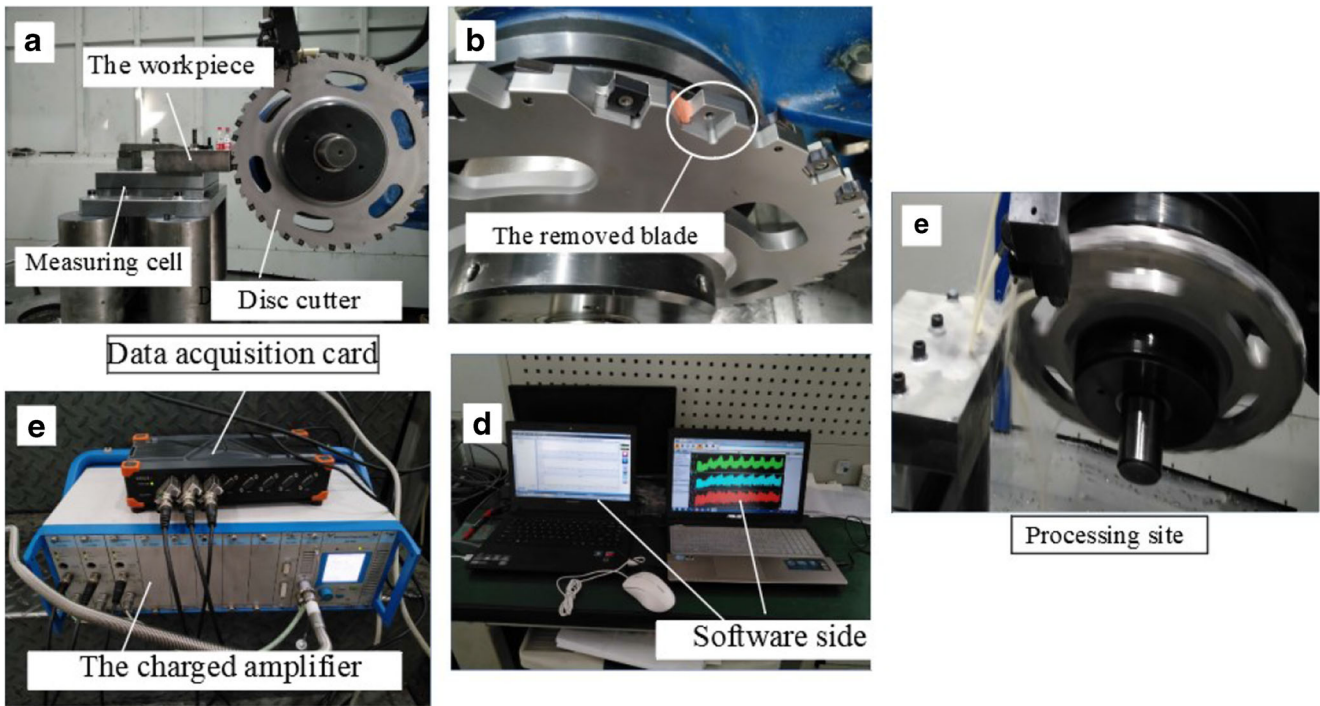 a
The workpiece
Measuring cell
Disc cutter
b
The removed blade
Data acquisition card
e
The charged amplifier
d
ASUS
Software side
e
Processing site